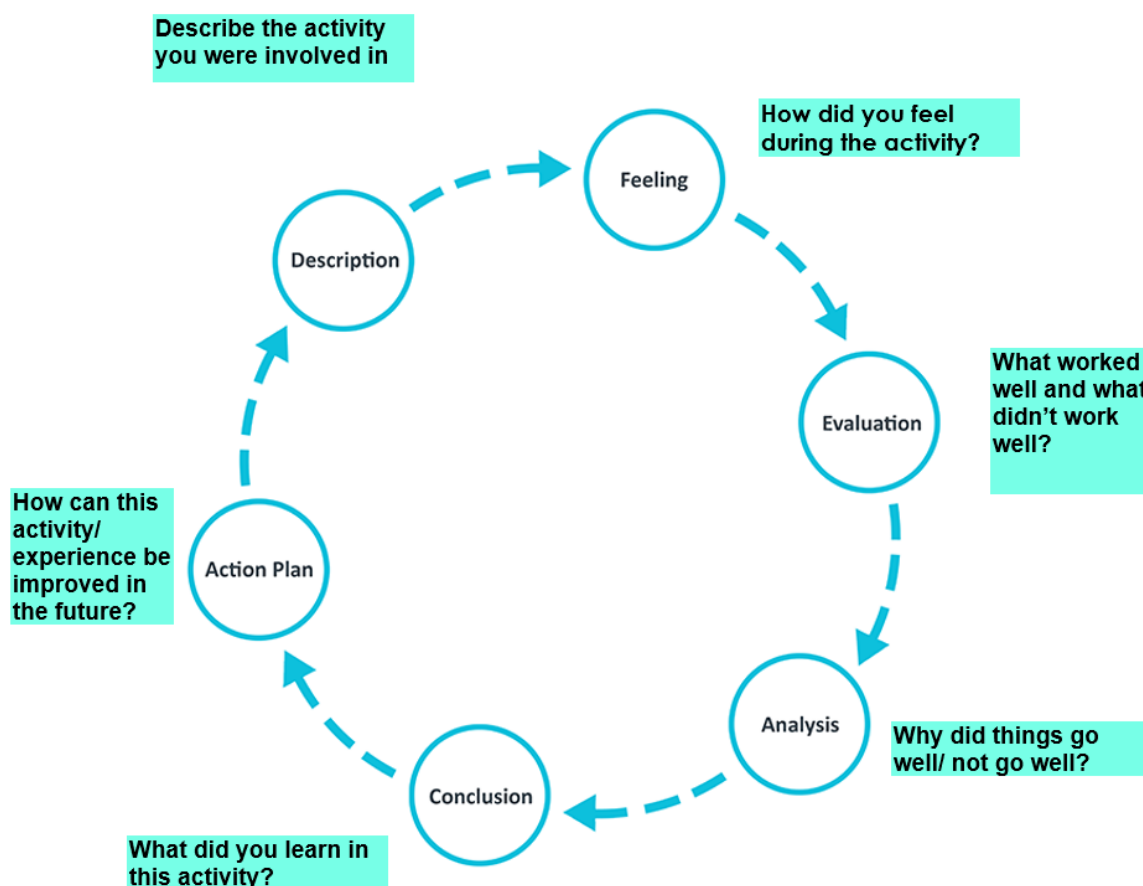 Describe the activity
you were involved in
How did you feel
during the activity?
Feeling
Description
What worked
well and what
didn’t work
well?
Evaluation
How can this
activity/
experience be
improved in
the future?
Action Plan
Analysis
Why did things go
well/ not go well?
Conclusion
What did you learn in
this activity?